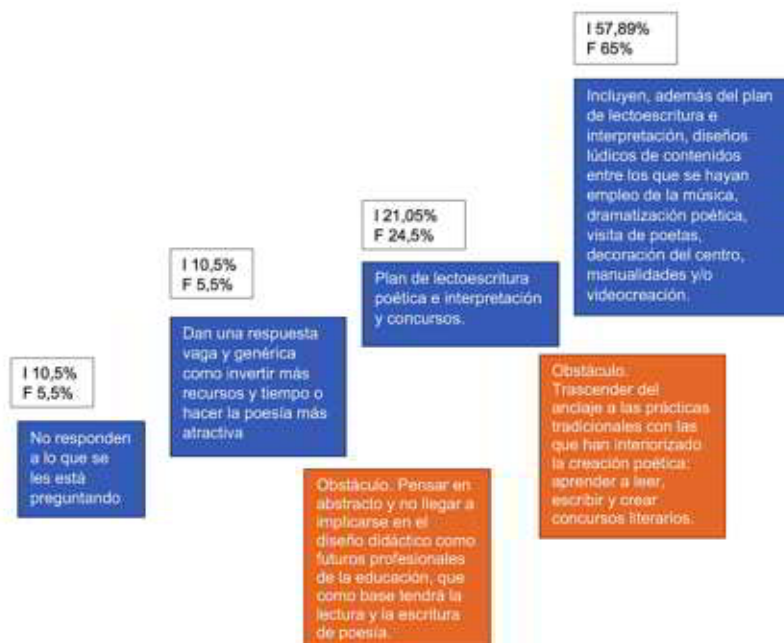 I 57,89%
F 65%
Incluyen, además del plan
de lectoescritura e
interpretación, diseños
lúdicos de contenidos
entre los que se hayan
empleo de la música,
dramatización poética,
visita de poetas,
decoración del centro,
manualidades y/o
videocreación.
I 21,05%
F 24,5%
Plan de lectoescritura
poética e interpretación
y concursos.
I 10,5%
F 5,5%
Dan una respuesta
vaga y genérica
como invertir más
recursos y tiempo o
hacer la poesía más
atractiva
I 10,5%
F 5,5%
No responden
a lo que se
les está
preguntando
Obstáculo.
Trascender del
anclaje a las prácticas
tradicionales con las
que han interiorizado
la creación poética:
aprender a leer,
escribir y crear
concursos literarios.
Obstáculo. Pensar en
abstracto y no llegar a
implicarse en el
diseño didáctico como
futuros profesionales
de la educación, que
como base tendrá la
lectura y la escritura
de poesía.